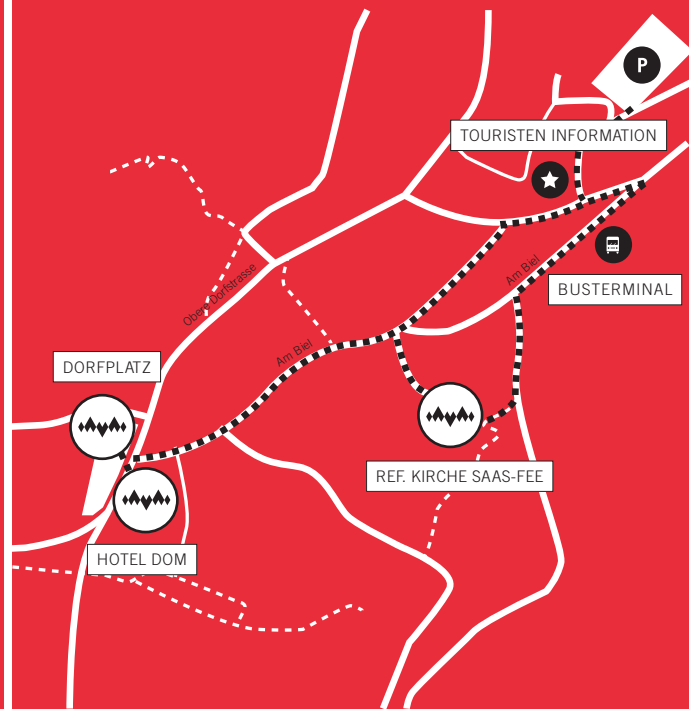 P
TOURISTEN INFORMATION
Am Biel
BUSTERMINAL
Obere Dorfstrasse
Am Biel
DORFPLATZ
REF. KIRCHE SAAS-FEE
HOTEL DOM